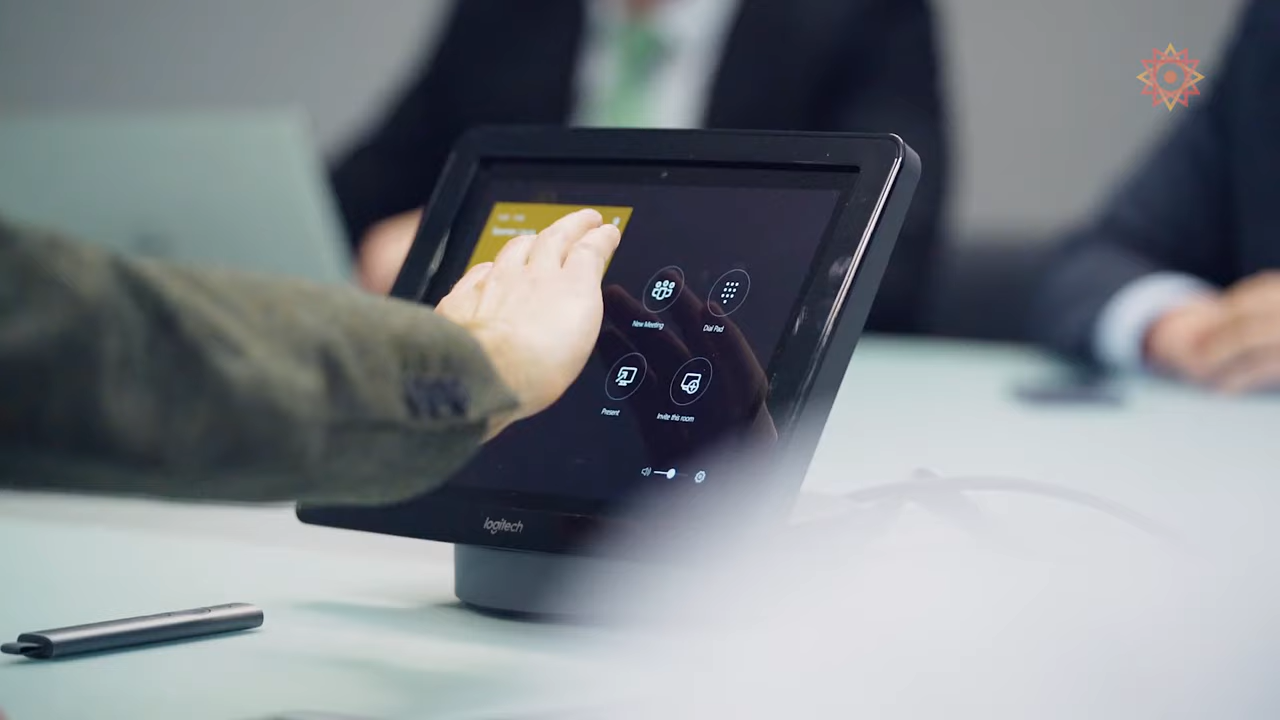 New Meeting
Dial Pad
Present
Invite this room
logitech